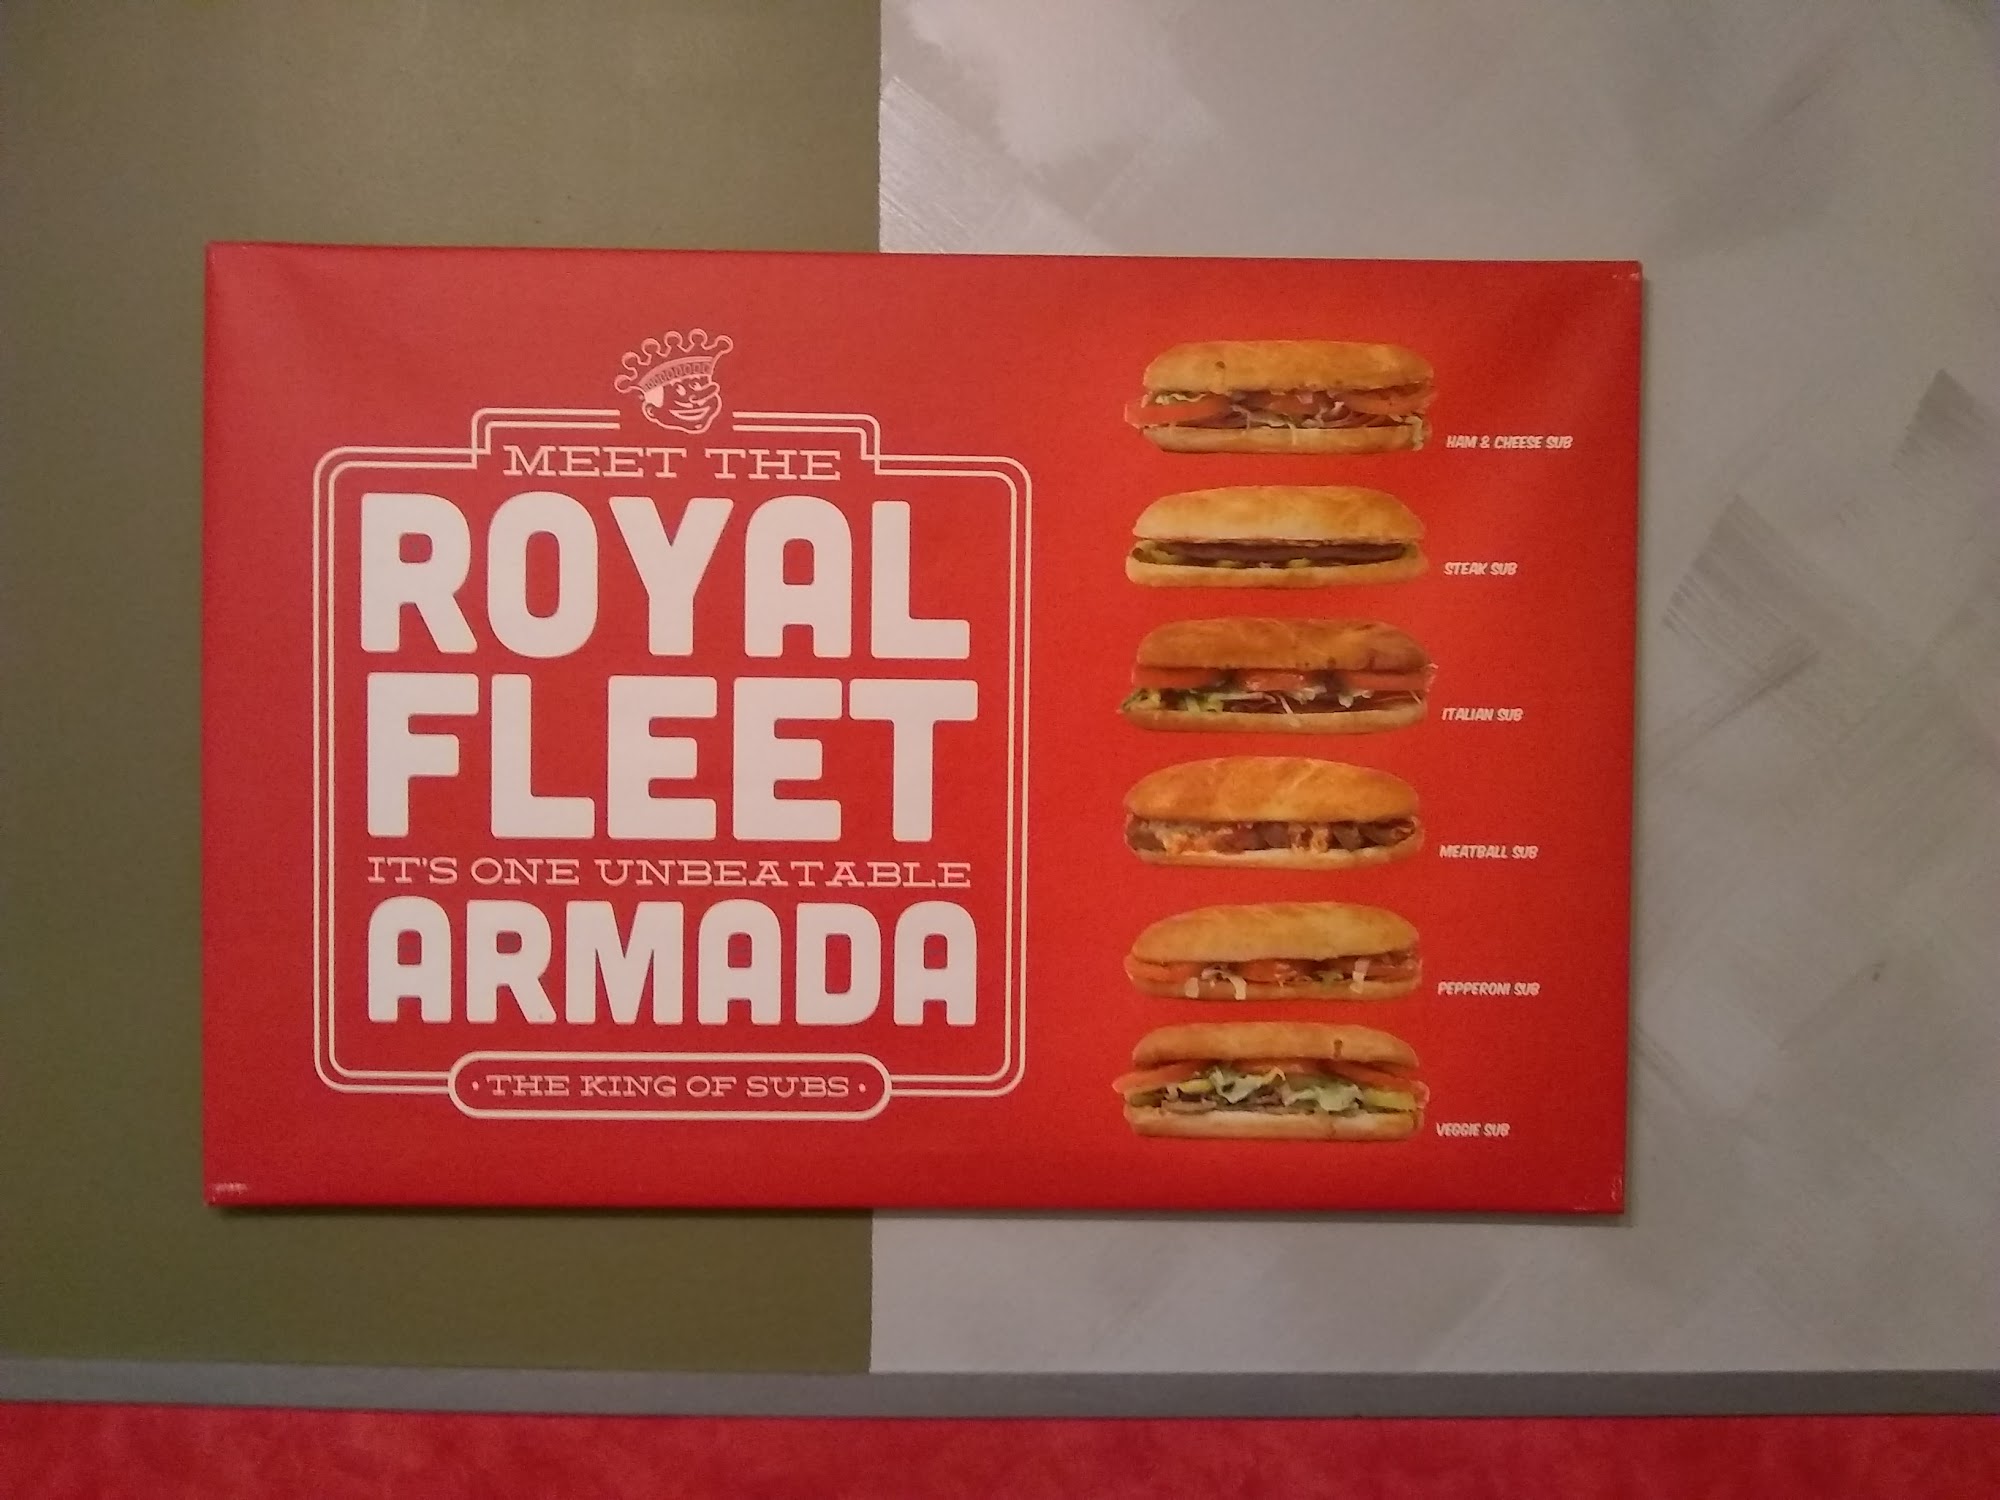 MEET THE
ROYAL
FLEET
IT'S ONE UNBEATABLE
ARMADA
• THE KING OF SUBS •
HAM & CHEESE SUB
STEAK SUB
ITALIAN SUB
MEATBALL SUB
PEPPERONI SUB
VEGGIE SUB